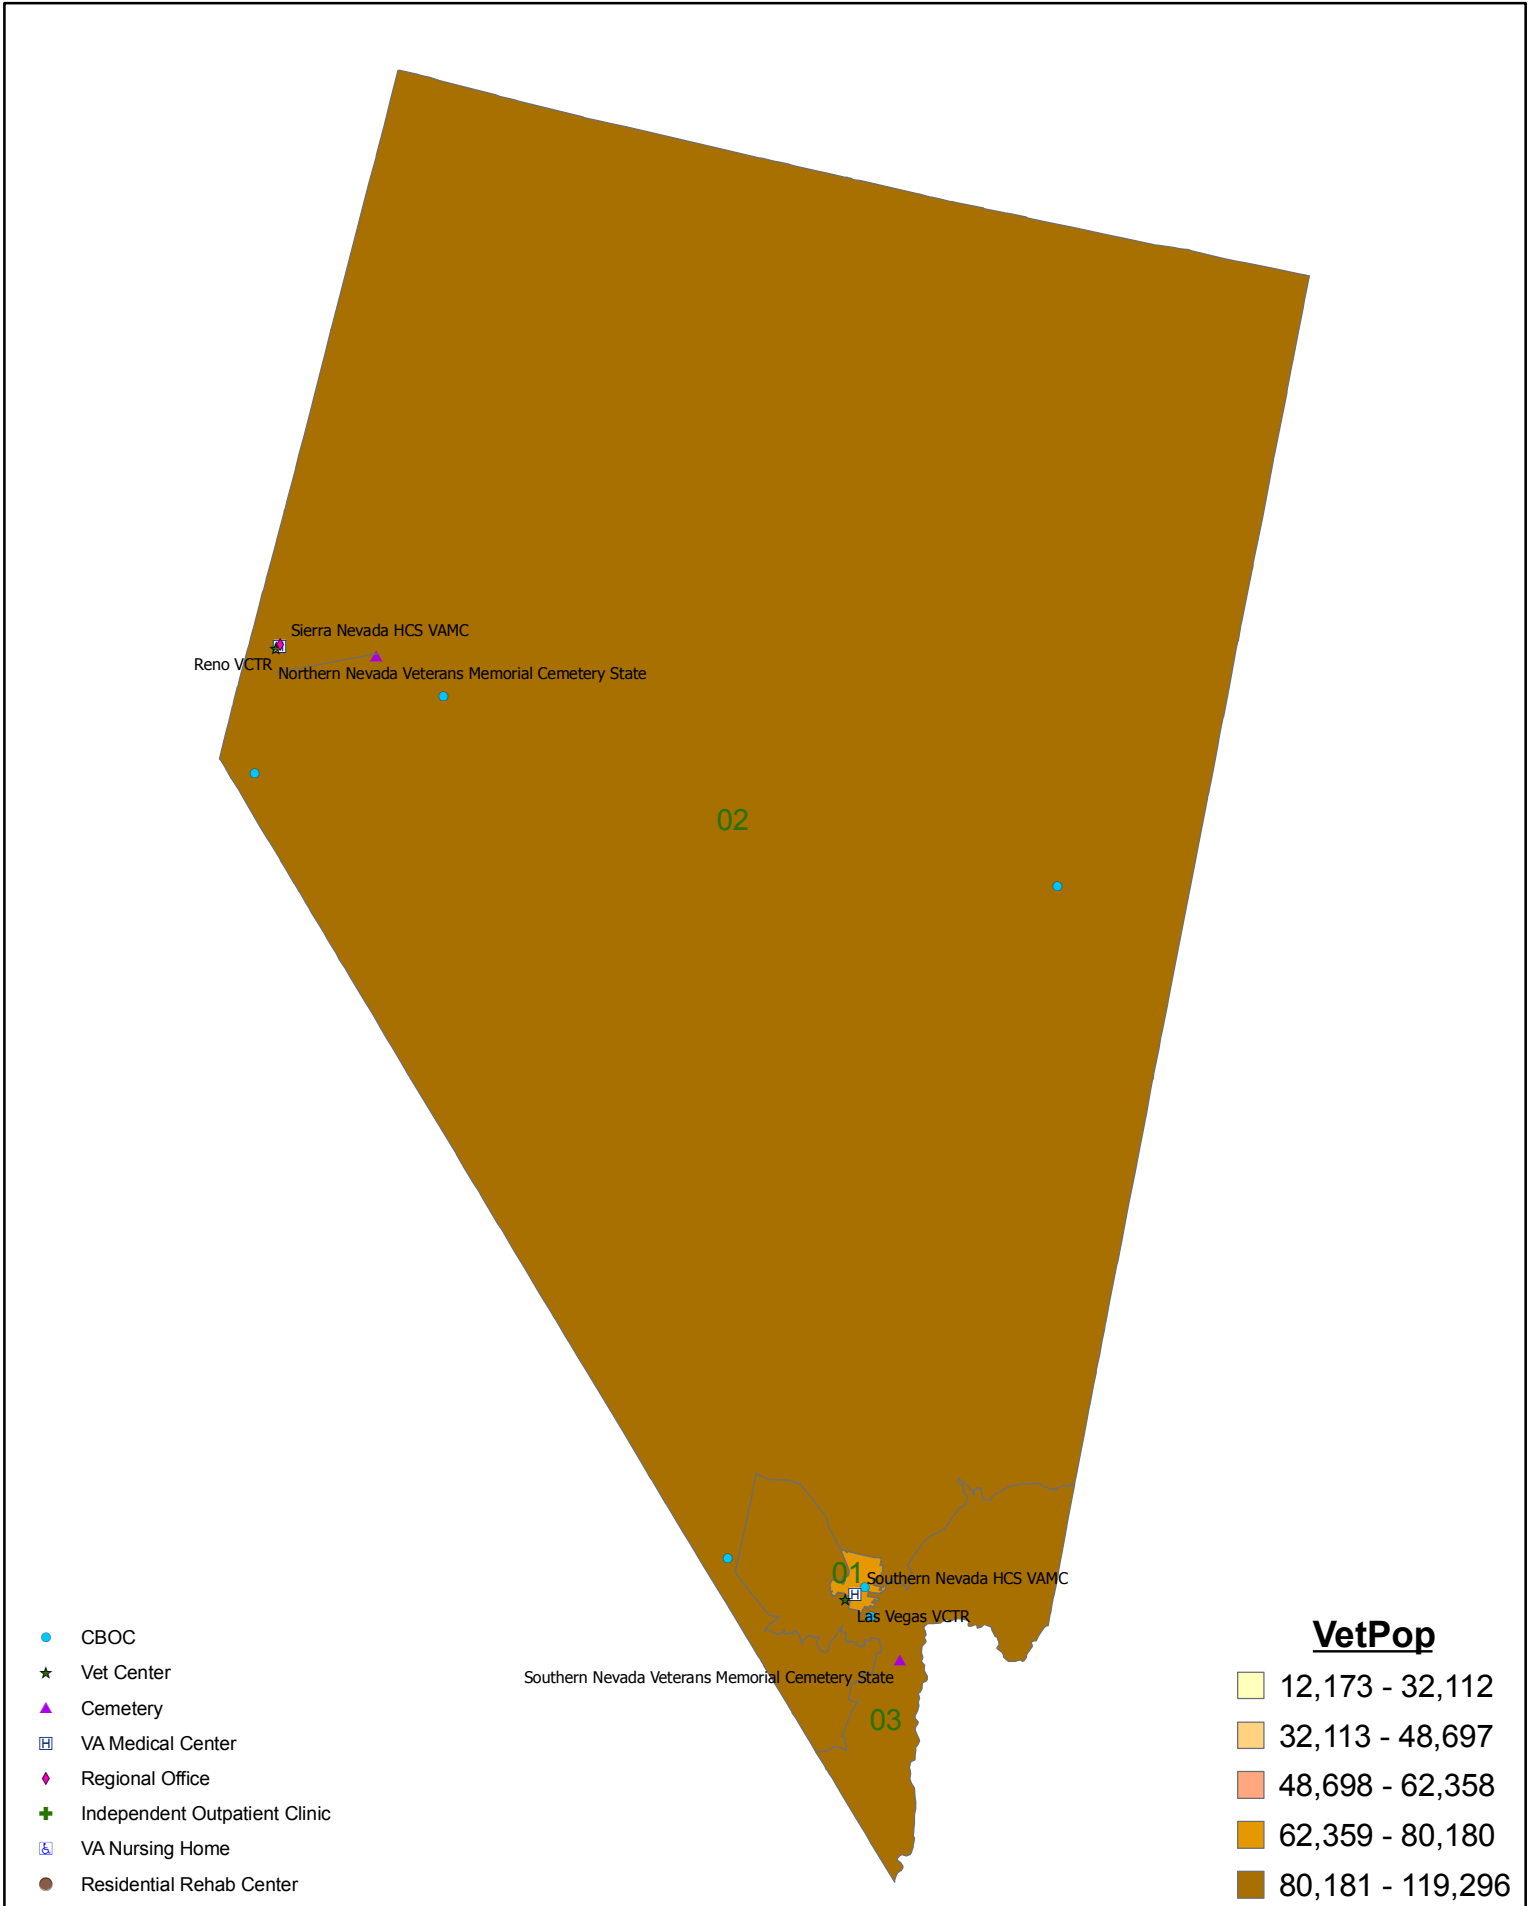 Sierra Nevada HCS VAMC
Reno VCTR
Northern Nevada Veterans Memorial Cemetery State
02
01
Southern Nevada HCS VAMC
Las Vegas VCTR
Southern Nevada Veterans Memorial Cemetery State
03
CBOC
Vet Center
Cemetery
H VA Medical Center
Regional Office
Independent Outpatient Clinic
VA Nursing Home
Residential Rehab Center
VetPop
12,173 - 32,112
32,113 - 48,697
48,698 - 62,358
62,359 - 80,180
80,181 - 119,296